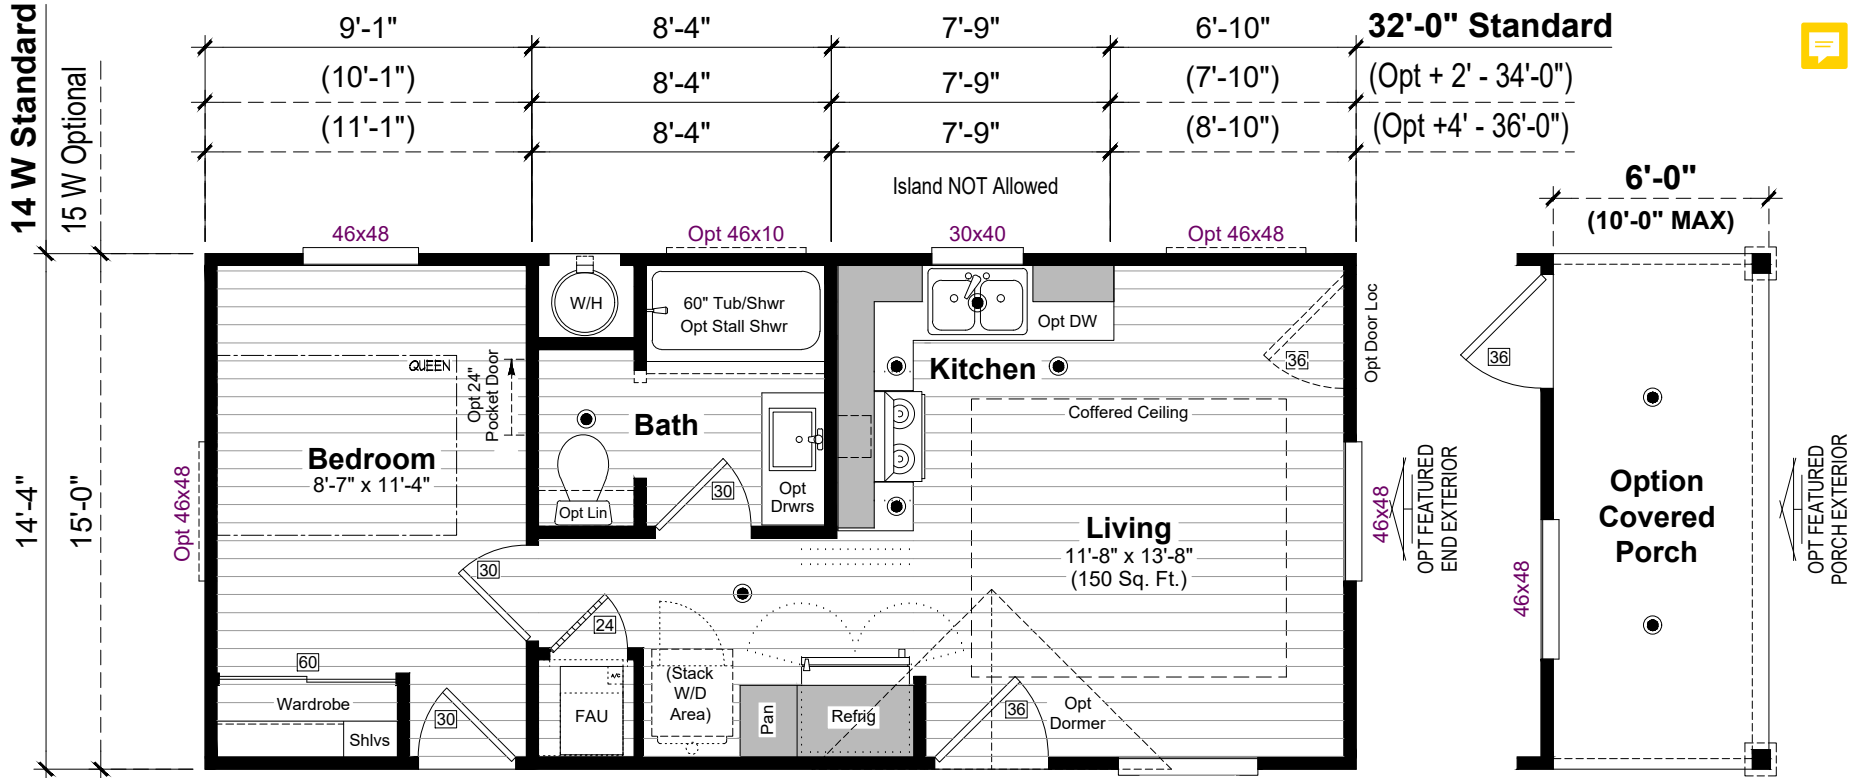 14 W Standard
15 W Optional
9'-1"
8'-4"
7'-9"
6'-10"
32'-0" Standard
(10'-1")
8'-4"
7'-9"
(7'-10")
(Opt + 2' - 34'-0")
(11'-1")
8'-4"
7'-9"
(8'-10")
(Opt +4' - 36'-0")
Island NOT Allowed
6'-0"
(10'-0" MAX)
46x48
Opt 46x10
30x40
Opt 46x48
14'-4"
15'-0"
Opt 46x48
W/H
60" Tub/Shwr
Opt Stall Shwr
Opt DW
QUEEN
Opt 24"
Pocket Door
Kitchen
36
Opt Door Loc
36
Coffered Ceiling
Bath
Bedroom
8'-7" x 11'-4"
30
Opt
Drwrs
Opt Lin
Living
11'-8" x 13'-8"
(150 Sq. Ft.)
46x48
OPT FEATURED
END EXTERIOR
Option
Covered
Porch
46x48
OPT FEATURED
PORCH EXTERIOR
30
24
60
Wardrobe
Shlvs
30
A/C
FAU
(Stack
W/D
Area)
Pan
Refrig
36
Opt
Dormer